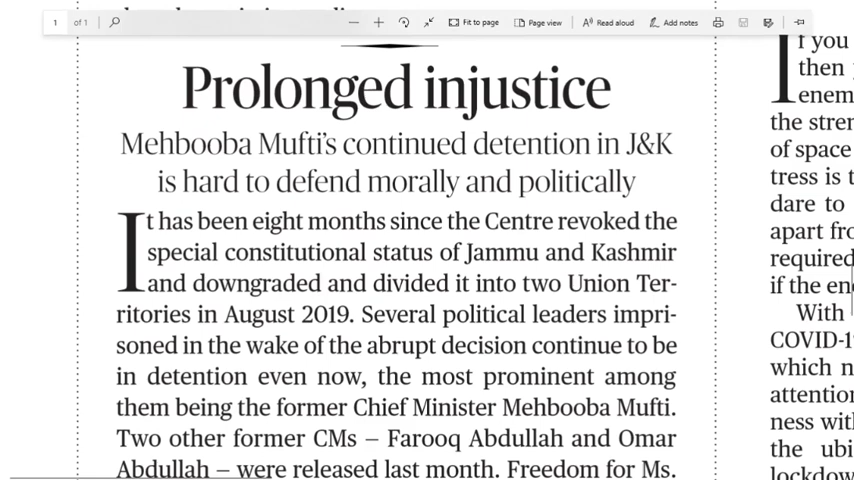 1 of 1
Fit to page
Page view
Read aloud
Add notes
Prolonged injustice
Mehbooba Mufti's continued detention in J&K
is hard to defend morally and politically
It has been eight months since the Centre revoked the
special constitutional status of Jammu and Kashmir
and downgraded and divided it into two Union Ter-
ritories in August 2019. Several political leaders impri-
soned in the wake of the abrupt decision continue to be
in detention even now, the most prominent among
them being the former Chief Minister Mehbooba Mufti.
Two other former CMs – Farooq Abdullah and Omar
Abdullah – were released last month. Freedom for Ms.
If you
then
enem
the stren
of space
tress is t
dare to
apart fro
required
if the en
With
COVID-1
which n
attention
ness with
the ubi
lockdow